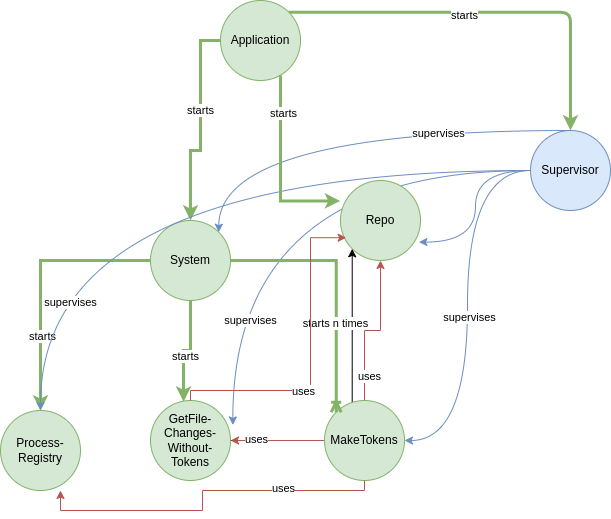 starts
Application
starts
starts
supervises
Supervisor
Repo
System
supervises
supervises
starts n times
supervises
starts
starts
uses
uses
GetFile-
Changes-
Without-
Tokens
uses
MakeTokens
Process-
Registry
uses